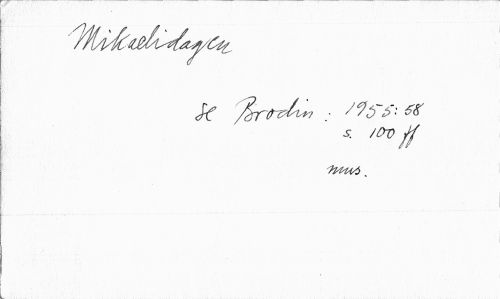 Mikaelidagen
se Brodin: 1955:58
s. 100 ff
mus.